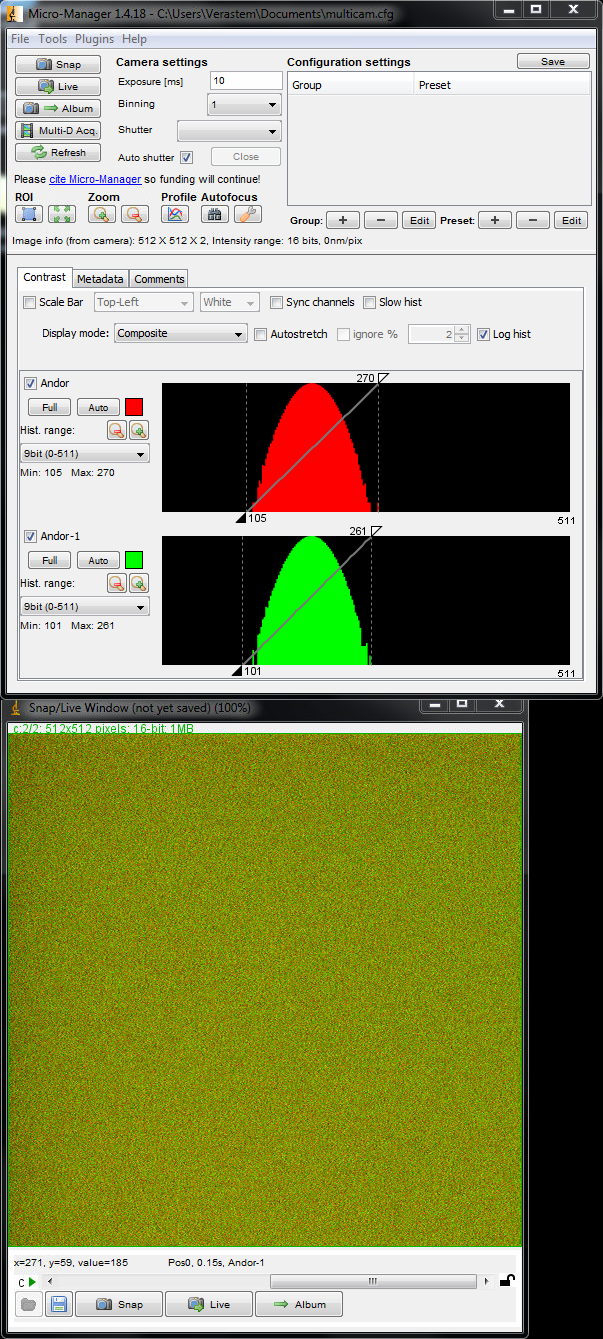 Micro-Manager 1.4.18 - C:\Users\Verastem\Documents\multicam.cfg
File Tools Plugins Help
Snap
Live
Album
Multi-D Acq.
Refresh
Camera settings
Exposure [ms] 10
Binning 1
Shutter
Auto shutter Close
Configuration settings Save
Group Preset
Please cite Micro-Manager so funding will continue!
ROI Zoom Profile Autofocus
Group: + − Edit Preset: + − Edit
Image info (from camera): 512 X 512 X 2, Intensity range: 16 bits, 0nm/pix
Contrast Metadata Comments
Scale Bar Top-Left White Sync channels Slow hist
Display mode: Composite Autostretch ignore % 2 Log hist
Andor
Full Auto
Hist. range:
9bit (0-511)
Min: 105 Max: 270
270
105
511
Andor-1
Full Auto
Hist. range:
9bit (0-511)
Min: 101 Max: 261
261
101
511
Snap/Live Window (not yet saved) (100%)
c:2/2; 512x512 pixels; 16-bit; 1MB
x=271, y=59, value=185 Pos0, 0.15s, Andor-1
c
Snap Live Album